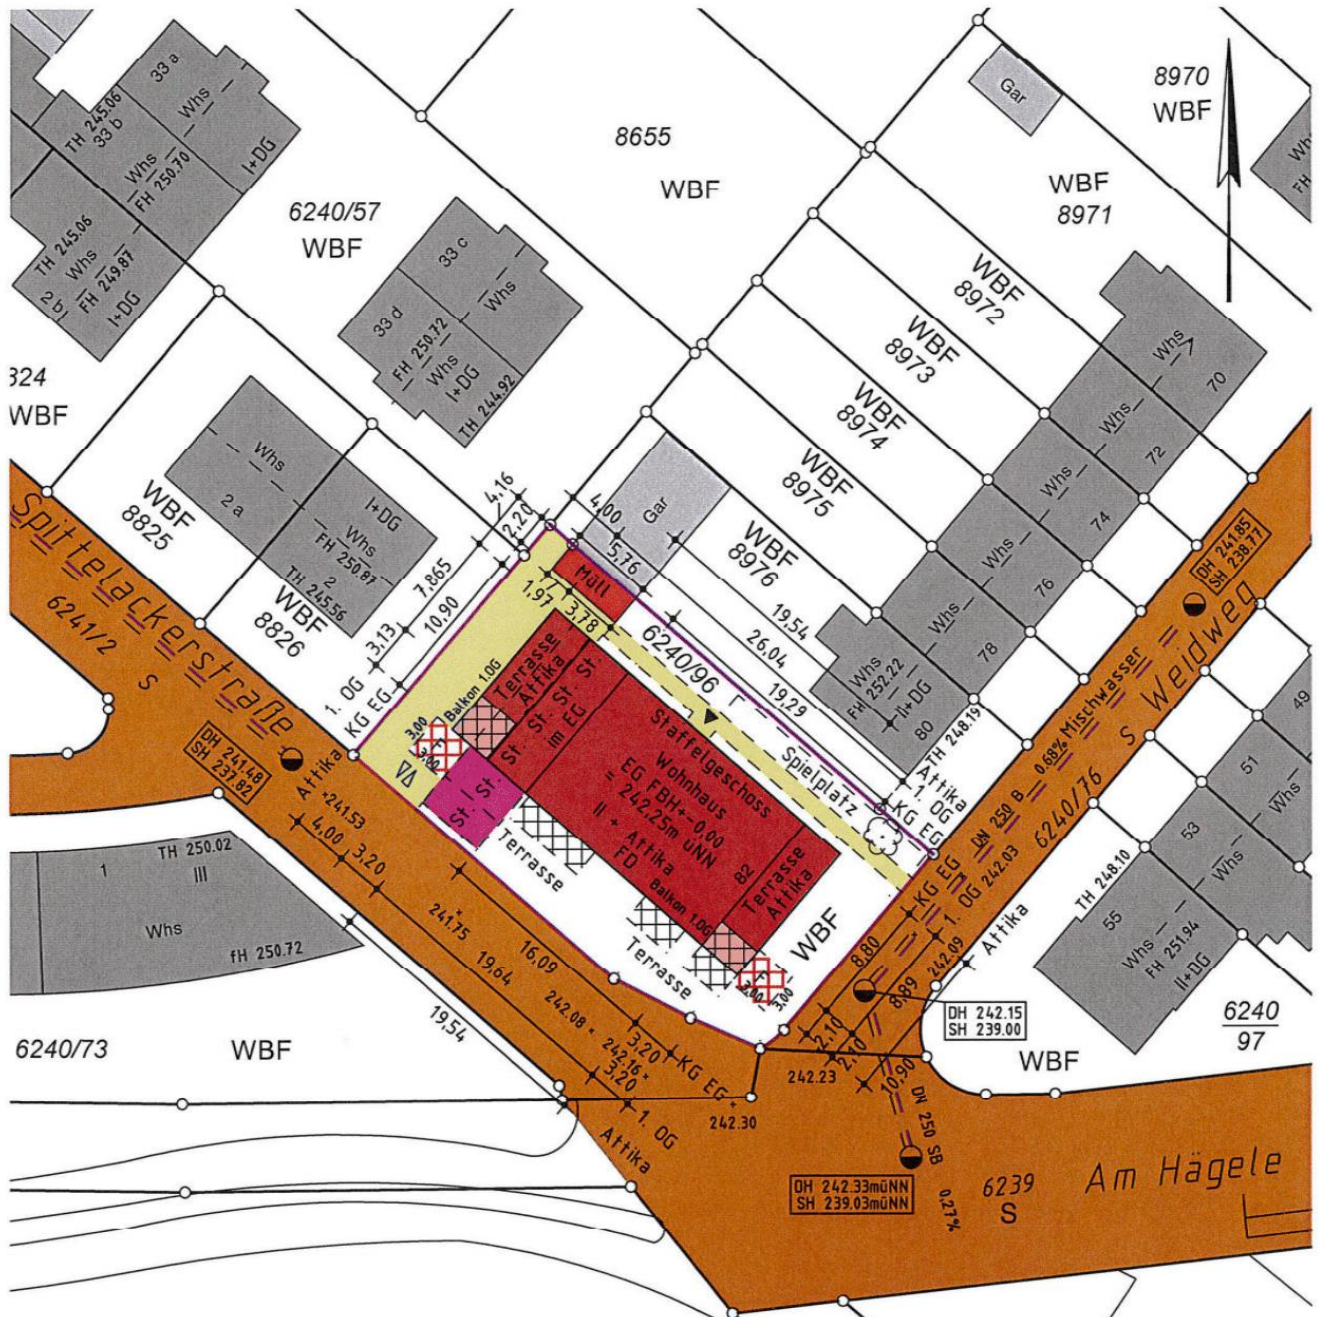 33 a
Whs
TH 245.06
33 b
Whs
FH 250.70
I+DG
TH 245.06
Whs
FH 249.87
2 b
I+DG
6240/57
WBF
8655
WBF
Gar
8970
WBF
WBF
8971
33 c
Whs
33 d
FH 250.72
Whs
I+DG
TH 244.92
WBF
8972
WBF
8973
WBF
8974
WBF
8975
WBF
8976
Whs
70
Whs
72
Whs
74
Whs
76
Whs
78
Whs
FH 252.22
II+DG
80
TH 248.19
Whs
FH
324
WBF
Whs
2 a
I+DG
Whs
FH 250.87
2
TH 245.56
WBF
8825
WBF
8826
Spittelackerstraße
6241/2
S
4,16
2,20
7,865
10,90
3,13
1. OG
KG EG
Attika
4,00
5,76
Gar
Müll
1,97
3,78
6240/96
19,54
26,04
19,29
Spielplatz
Attika
1. OG
KG EG
Balkon 1.OG
Terrasse
Attika
St. St. St. St.
III EG
3,00
3,00
St. St.
I
Terrasse
Staffelgeschoss
Wohnhaus
EG FBH+-0,00
= 242,25m üNN
II + Attika
FD
82
Terrasse
Attika
Balkon 1.OG
Terrasse
3,00
3,00
WBF
DH 241.48
SH 237.82
241.53
4,00
3,20
241.75
16,09
19,64
242.08
242.16
3,20
KG EG
3,20
1. OG
Attika
19,54
242.30
242.23
1
TH 250.02
III
Whs
fH 250.72
6240/73
WBF
DH 241.85
SH 238.77
Weidweg
S
6240/76
DN 250 B 0.68% Mischwasser
KG EG
1. OG
242.03
242.09
Attika
8,80
8,89
2,10
2,10
10,90
DH 242.15
SH 239.00
DN 250 SB
0,27%
DH 242.33müNN
SH 239.03müNN
49
51
Whs
53
Whs
TH 248.10
55
Whs
FH 251.94
II+DG
6240
97
WBF
6239
S
Am Hägele